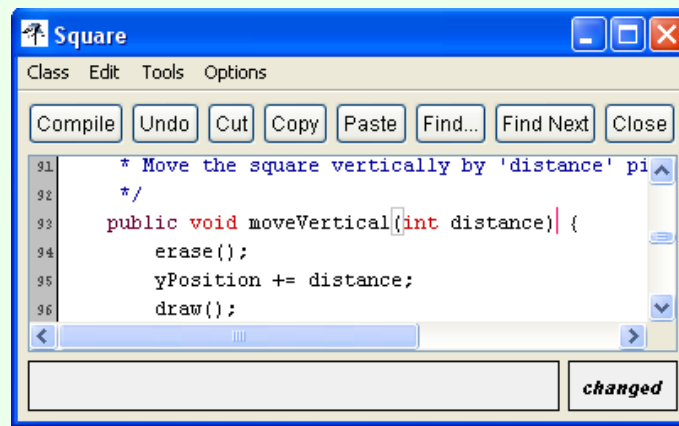 Square
Class Edit Tools Options
Compile Undo Cut Copy Paste Find... Find Next Close
91 * Move the square vertically by 'distance' pi
92 */
93 public void moveVertical(int distance) {
94 erase();
95 yPosition += distance;
96 draw();
changed